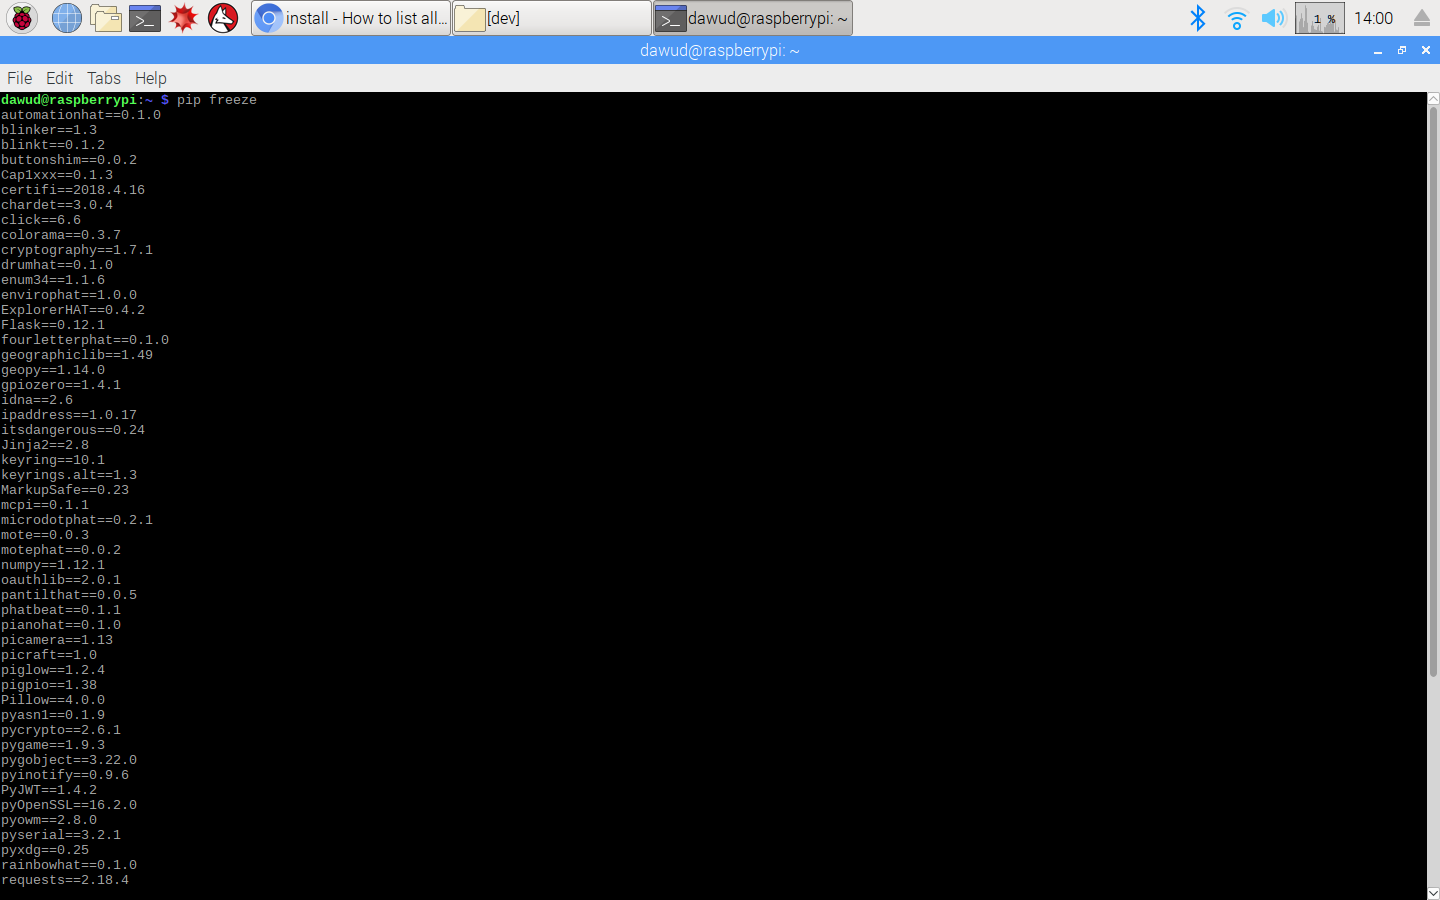 install - How to list all...
[dev]
dawud@raspberrypi: ~
1 %
14:00
dawud@raspberrypi: ~
File Edit Tabs Help
dawud@raspberrypi:~ $ pip freeze
automationhat==0.1.0
blinker==1.3
blinkt==0.1.2
buttonshim==0.0.2
Cap1xxx==0.1.3
certifi==2018.4.16
chardet==3.0.4
click==6.6
colorama==0.3.7
cryptography==1.7.1
drumhat==0.1.0
enum34==1.1.6
envirophat==1.0.0
ExplorerHAT==0.4.2
Flask==0.12.1
fourletterphat==0.1.0
geographiclib==1.49
geopy==1.14.0
gpiozero==1.4.1
idna==2.6
ipaddress==1.0.17
itsdangerous==0.24
Jinja2==2.8
keyring==10.1
keyrings.alt==1.3
MarkupSafe==0.23
mcpi==0.1.1
microdotphat==0.2.1
mote==0.0.3
motephat==0.0.2
numpy==1.12.1
oauthlib==2.0.1
pantilthat==0.0.5
phatbeat==0.1.1
pianohat==0.1.0
picamera==1.13
picraft==1.0
piglow==1.2.4
pigpio==1.38
Pillow==4.0.0
pyasn1==0.1.9
pycrypto==2.6.1
pygame==1.9.3
pygobject==3.22.0
pyinotify==0.9.6
PyJWT==1.4.2
pyOpenSSL==16.2.0
pyowm==2.8.0
pyserial==3.2.1
pyxdg==0.25
rainbowhat==0.1.0
requests==2.18.4